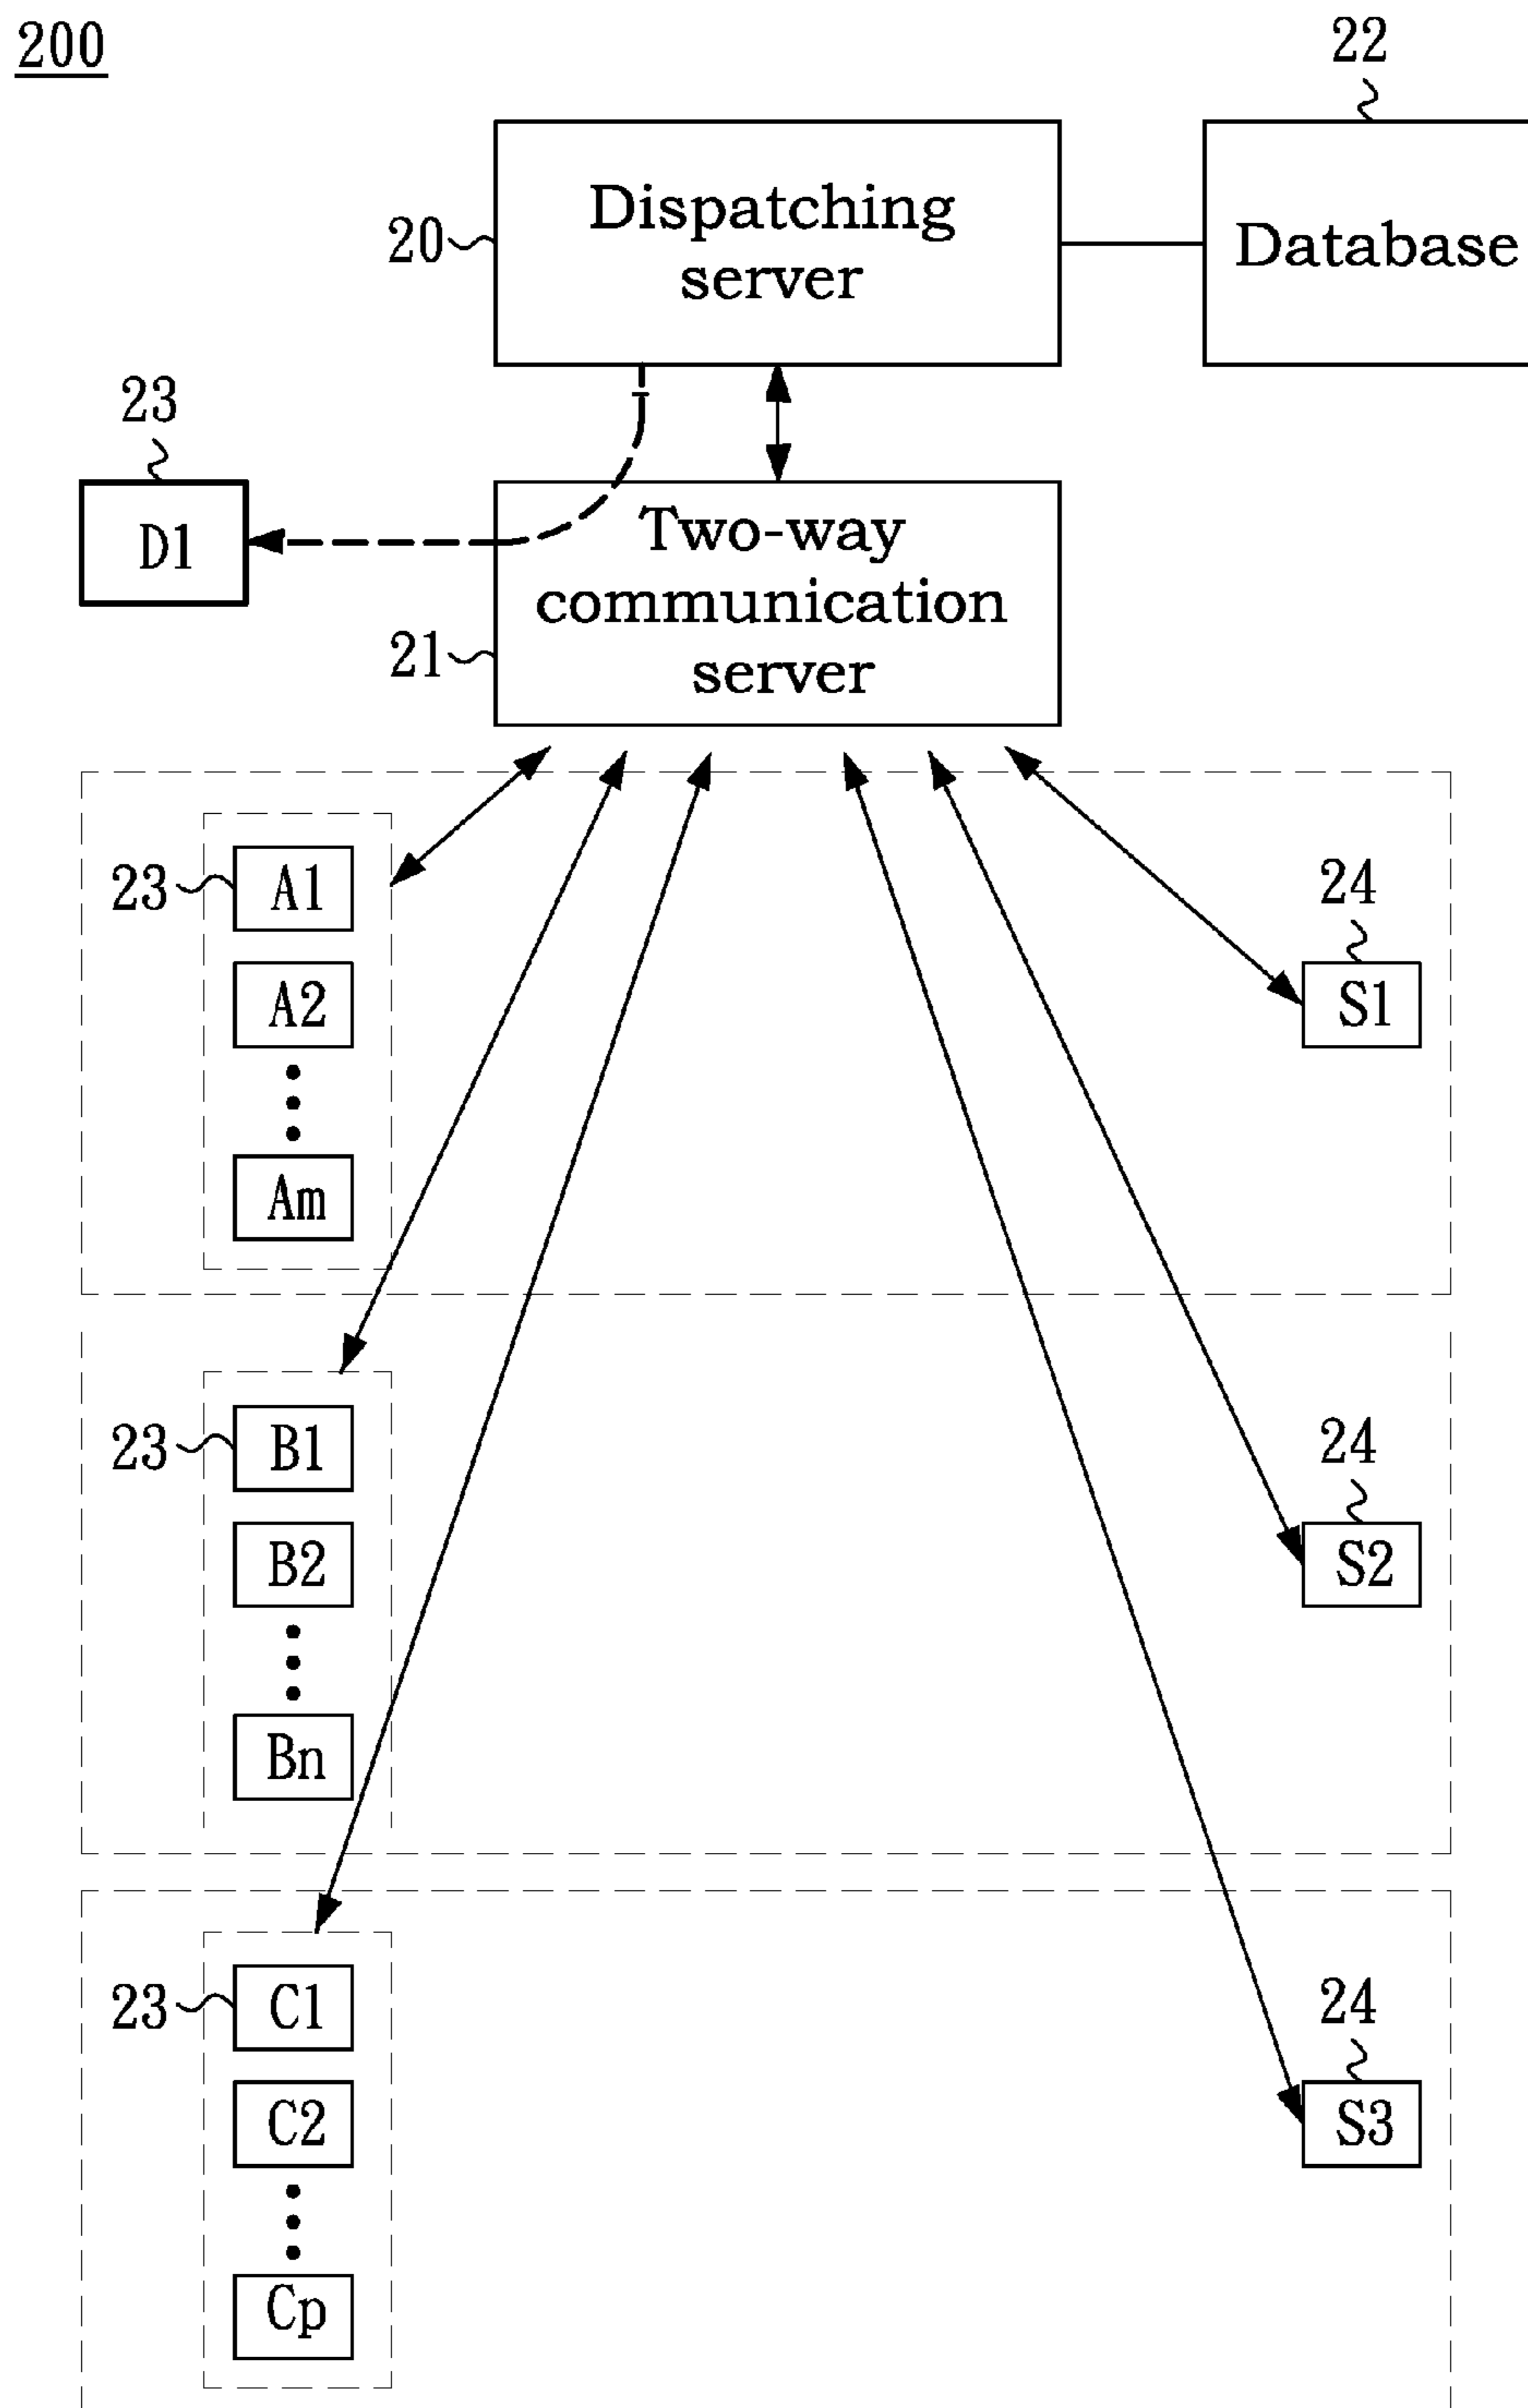 200
22
Dispatching
server
20
Database
23
D1
Two-way
communication
server
21
23
A1
24
A2
S1
Am
23
B1
24
B2
S2
Bn
23
C1
24
C2
S3
Cp